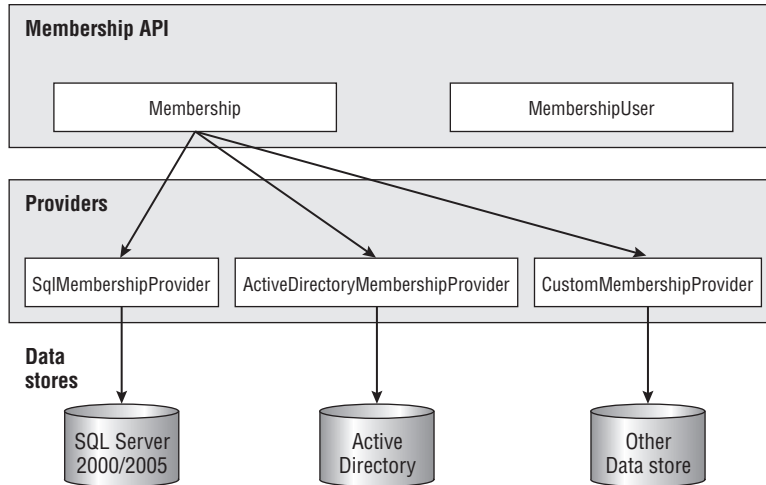 Membership API
Membership
MembershipUser
Providers
SqlMembershipProvider
ActiveDirectoryMembershipProvider
CustomMembershipProvider
Data
stores
SQL Server
2000/2005
Active
Directory
Other
Data store